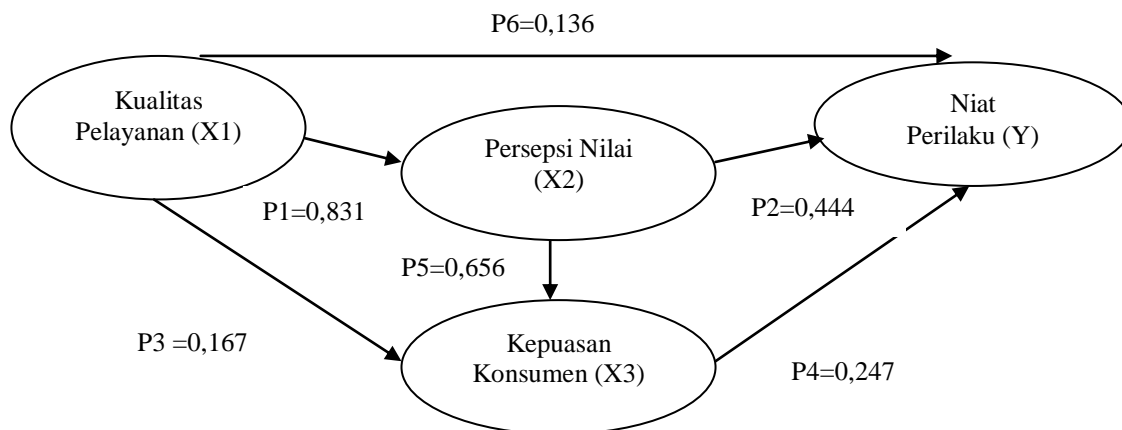 P6=0,136
Kualitas
Pelayanan (X1)
Persepsi Nilai
(X2)
Niat
Perilaku (Y)
P1=0,831
P2=0,444
P5=0,656
P3 =0,167
Kepuasan
Konsumen (X3)
P4=0,247